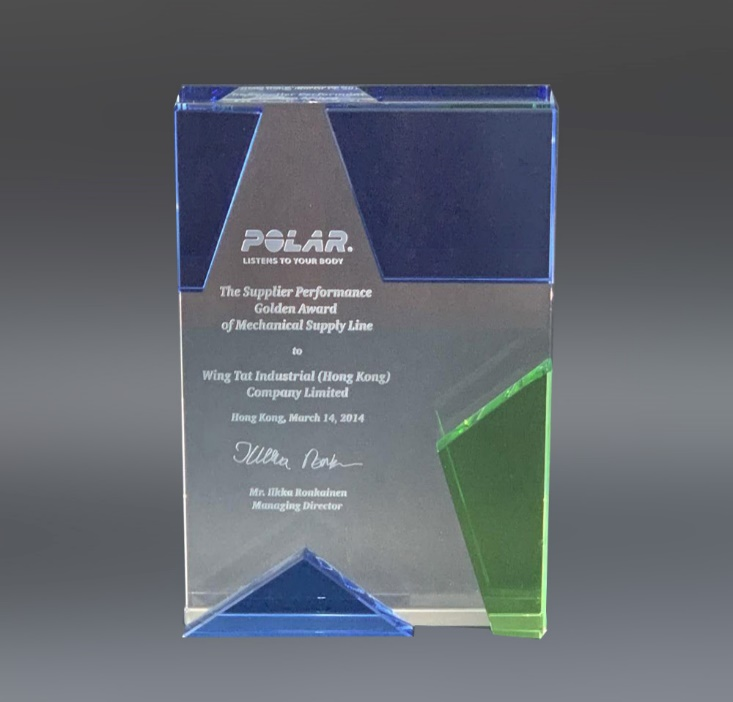 POLAR.
LISTENS TO YOUR BODY
The Supplier Performance
Golden Award
of Mechanical Supply Line
to
Wing Tat Industrial (Hong Kong)
Company Limited
Hong Kong, March 14, 2014
Mr. Ilkka Ronkainen
Managing Director